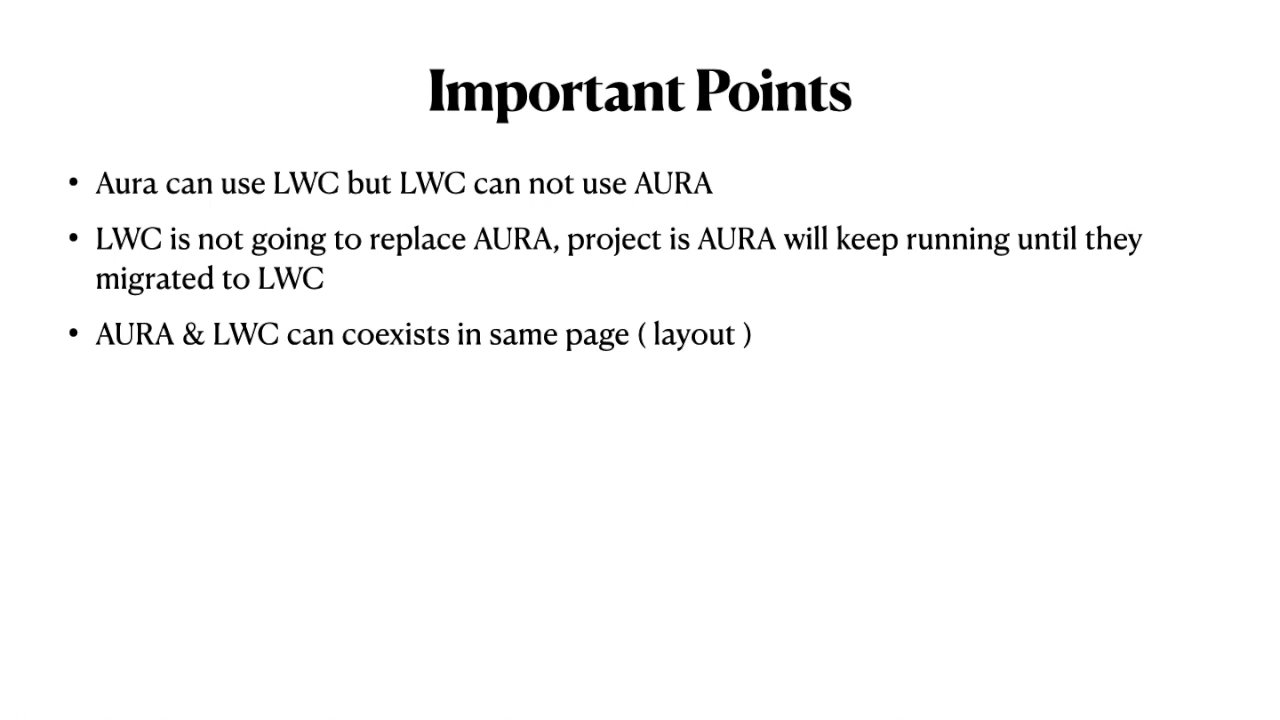 Important Points
• Aura can use LWC but LWC can not use AURA
• LWC is not going to replace AURA, project is AURA will keep running until they
migrated to LWC
• AURA & LWC can coexists in same page ( layout )